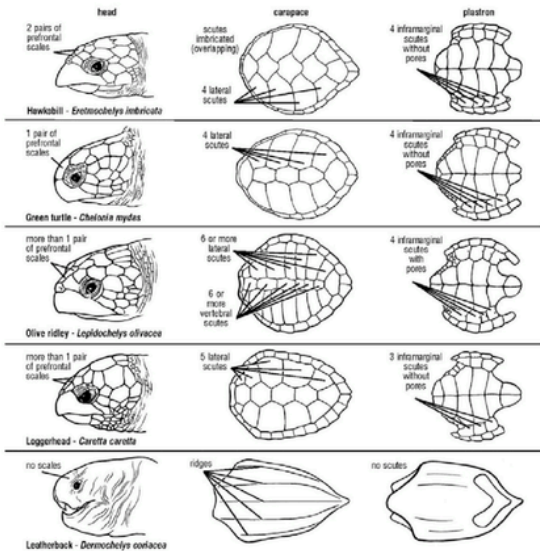 head carapace plastron
2 pairs of
prefrontal
scales
scutes
imbricated
(overlapping)
4 lateral
scutes
4 inframarginal
scutes
without
pores
Hawksbill - Eretmochelys imbricata
1 pair of
prefrontal
scales
4 lateral
scutes
4 inframarginal
scutes
without
pores
Green turtle - Chelonia mydas
more than 1 pair
of prefrontal
scales
6 or more
lateral
scutes
6 or
more
vertebral
scutes
4 inframarginal
scutes
with
pores
Olive ridley - Lepidochelys olivacea
more than 1 pair
of prefrontal
scales
5 lateral
scutes
3 inframarginal
scutes
without
pores
Loggerhead - Caretta caretta
no scales
ridges
no scutes
Leatherback - Dermochelys coriacea